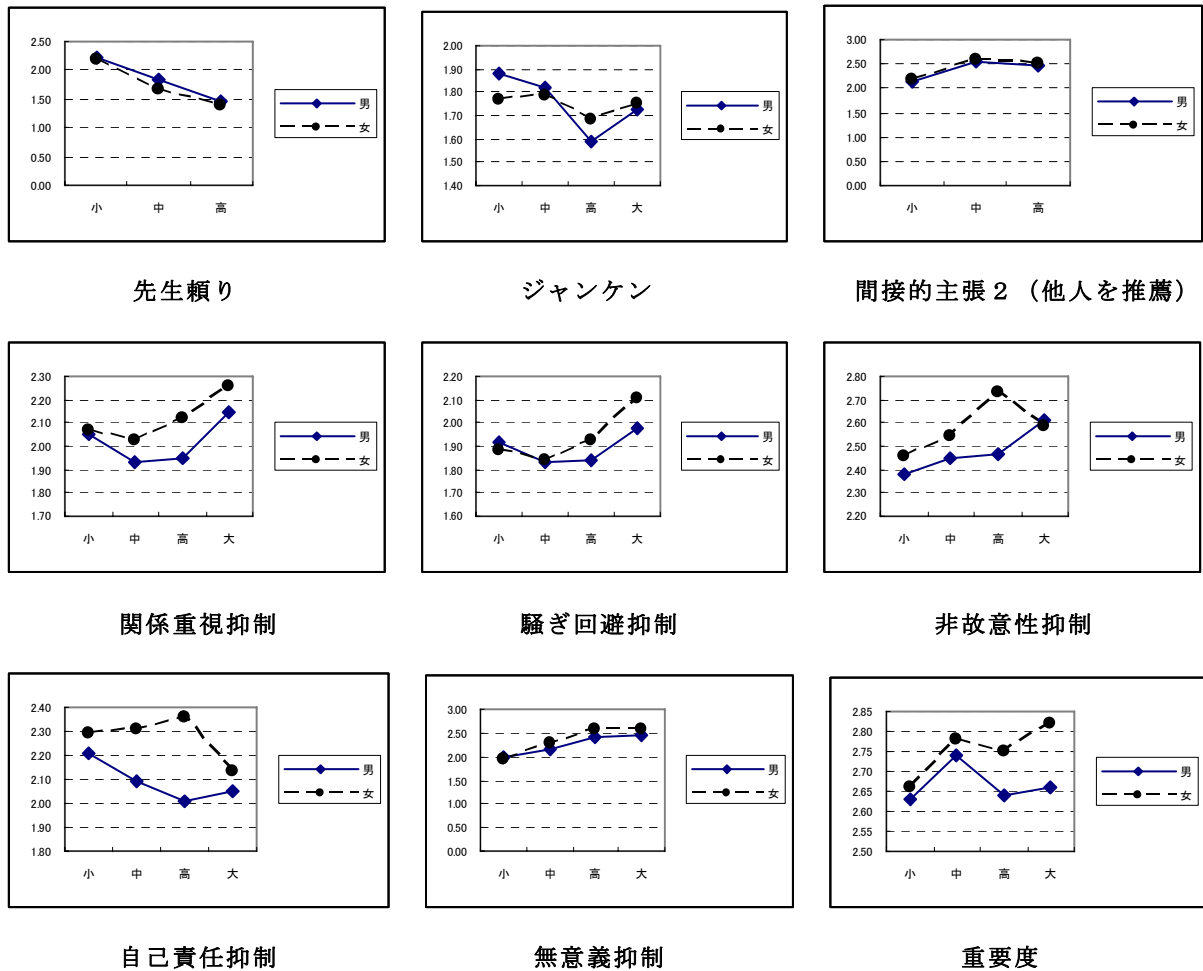 2.50
2.00
1.50
1.00
0.50
0.00
小 中 高
男
女
先生頼り
2.00
1.90
1.80
1.70
1.60
1.50
1.40
小 中 高 大
男
女
ジャンケン
3.00
2.50
2.00
1.50
1.00
0.50
0.00
小 中 高
男
女
間接的主張2（他人を推薦）
2.30
2.20
2.10
2.00
1.90
1.80
1.70
小 中 高 大
男
女
関係重視抑制
2.20
2.10
2.00
1.90
1.80
1.70
1.60
小 中 高 大
男
女
騒ぎ回避抑制
2.80
2.70
2.60
2.50
2.40
2.30
2.20
小 中 高 大
男
女
非故意性抑制
2.40
2.30
2.20
2.10
2.00
1.90
1.80
小 中 高 大
男
女
自己責任抑制
3.00
2.50
2.00
1.50
1.00
0.50
0.00
小 中 高 大
男
女
無意義抑制
2.85
2.80
2.75
2.70
2.65
2.60
2.55
2.50
小 中 高 大
男
女
重要度